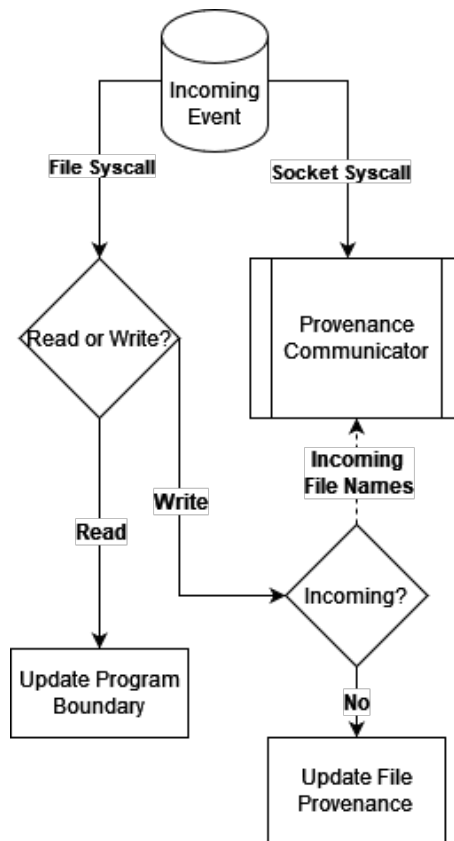 Incoming
Event
File Syscall
Socket Syscall
Read or Write?
Provenance
Communicator
Incoming
File Names
Write
Read
Incoming?
Update Program
Boundary
No
Update File
Provenance